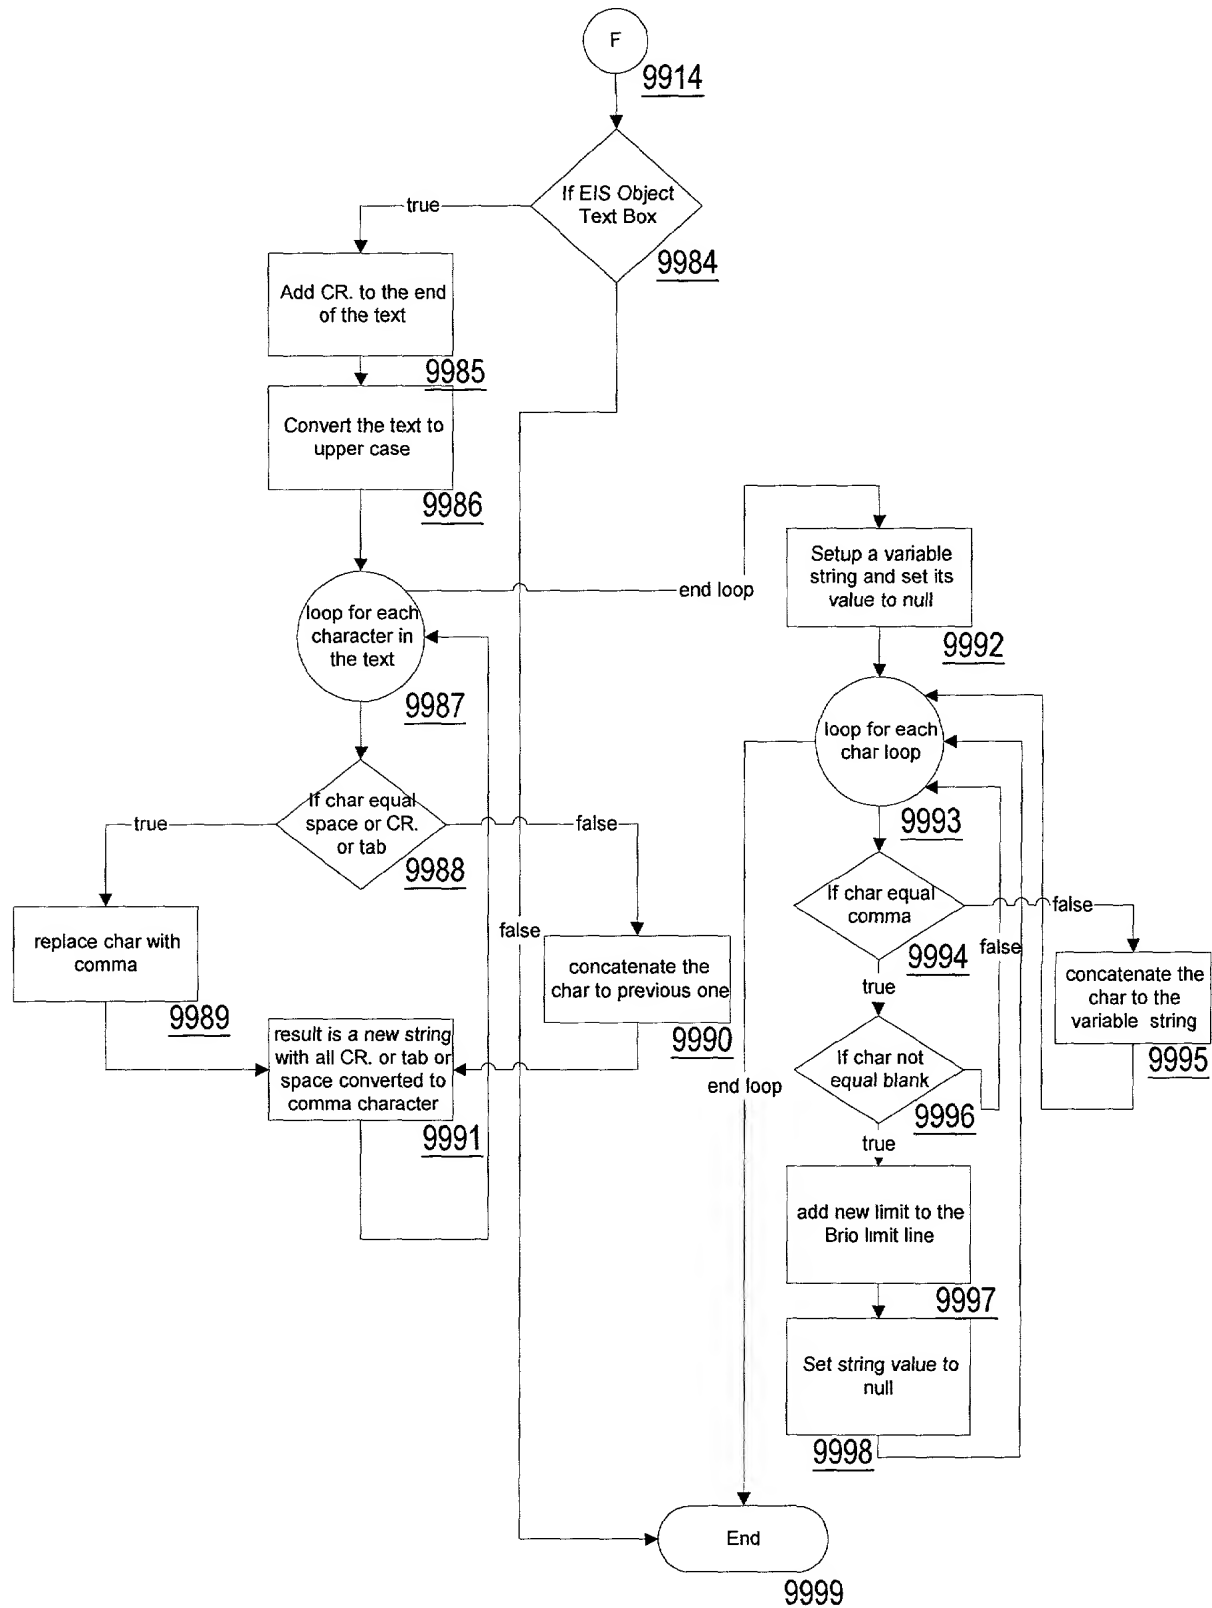 F
9914
If EIS Object
Text Box
9984
true
Add CR. to the end
of the text
9985
Convert the text to
upper case
9986
loop for each
character in
the text
9987
end loop
If char equal
space or CR.
or tab
9988
true
false
replace char with
comma
9989
false
concatenate the
char to previous one
9990
result is a new string
with all CR. or tab or
space converted to
comma character
9991
Setup a variable
string and set its
value to null
9992
loop for each
char loop
9993
If char equal
comma
9994
false
false
true
concatenate the
char to the
variable string
9995
If char not
equal blank
9996
end loop
true
add new limit to the
Brio limit line
9997
Set string value to
null
9998
End
9999